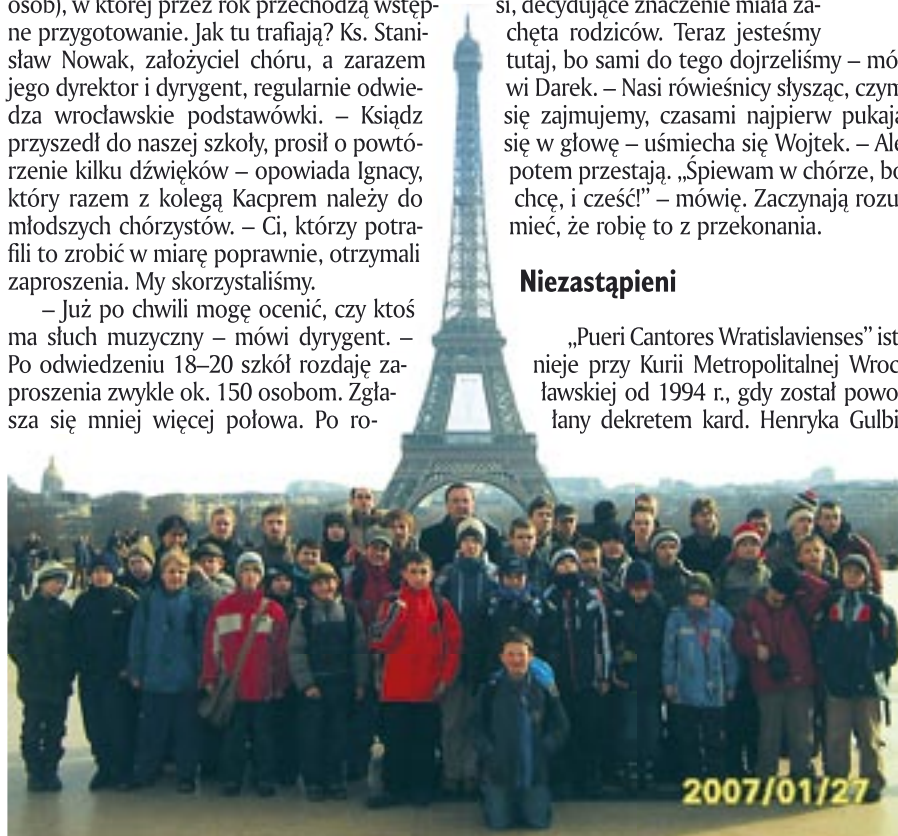 osób), w której przez rok przechodzą wstęp-
ne przygotowanie. Jak tu trafiają? Ks. Stani-
sław Nowak, założyciel chóru, a zarazem
jego dyrektor i dyrygent, regularnie odwie-
dza wrocławskie podstawówki. – Ksiądz
przyszedł do naszej szkoły, prosił o powtó-
rzenie kilku dźwięków – opowiada Ignacy,
który razem z kolegą Kacprem należy do
młodszych chórzystów. – Ci, którzy potra-
fili to zrobić w miarę poprawnie, otrzymali
zaproszenia. My skorzystaliśmy.
– Już po chwili mogę ocenić, czy ktoś
ma słuch muzyczny – mówi dyrygent. –
Po odwiedzeniu 18–20 szkół rozdaję za-
proszenia zwykle ok. 150 osobom. Zgła-
sza się mniej więcej połowa. Po ro-
si, decydujące znaczenie miała za-
chęta rodziców. Teraz jesteśmy
tutaj, bo sami do tego dojrzeliśmy – mó-
wi Darek. – Nasi rówieśnicy słysząc, czym
się zajmujemy, czasami najpierw pukają
się w głowę – uśmiecha się Wojtek. – Ale
potem przestają. „Śpiewam w chórze, bo
chcę, i cześć!” – mówię. Zaczynają rozu-
mieć, że robię to z przekonania.
Niezastąpieni
„Pueri Cantores Wratislavienses” ist-
nieje przy Kurii Metropolitalnej Wroc-
ławskiej od 1994 r., gdy został powo-
łany dekretem kard. Henryka Gulbi
2007/01/27